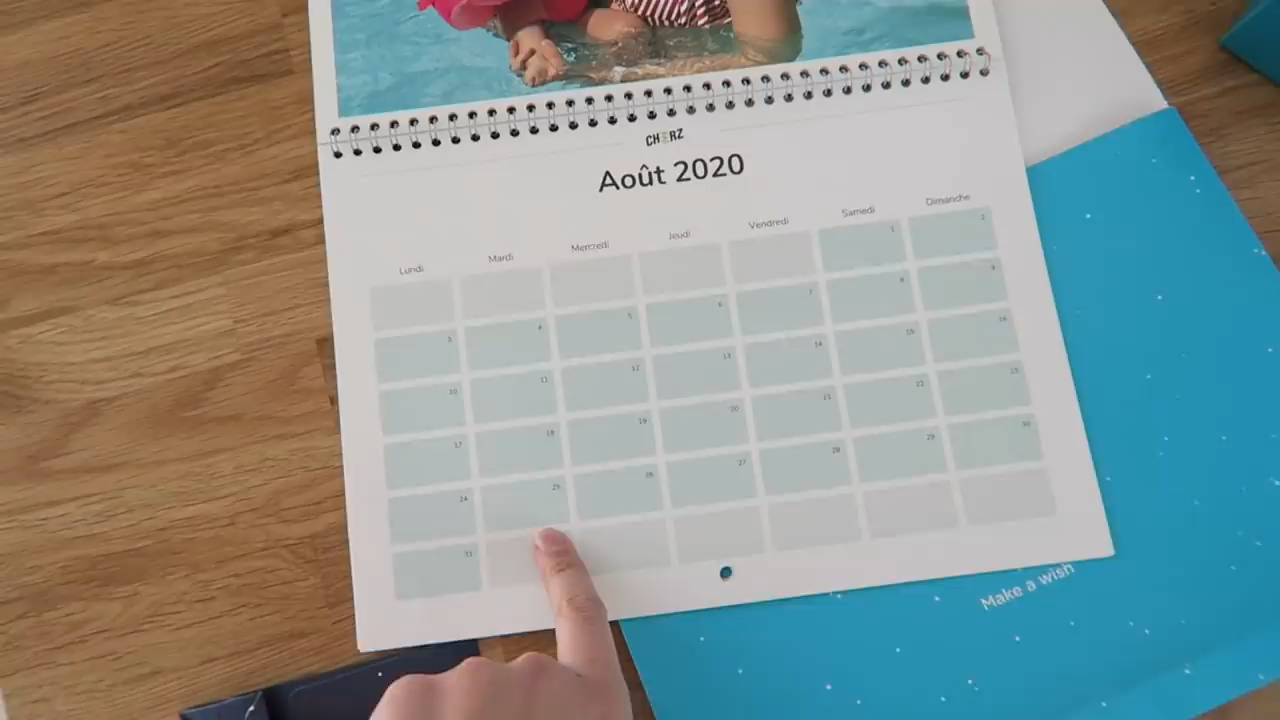 CHEERZ
Août 2020
Lundi Mardi Mercredi Jeudi Vendredi Samedi Dimanche
1 2
3 4 5 6 7 8 9
10 11 12 13 14 15 16
17 18 19 20 21 22 23
24 25 26 27 28 29 30
31
Make a wish